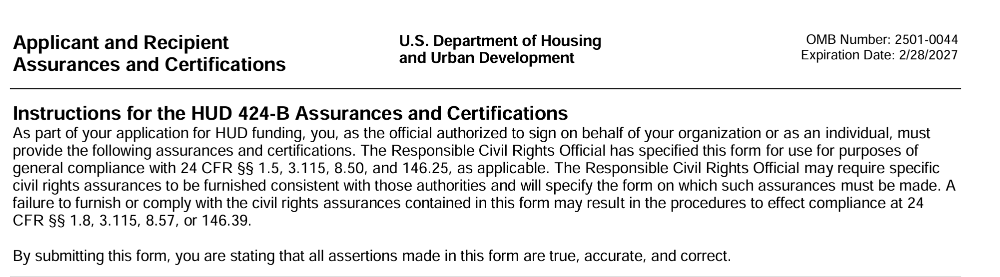 Applicant and Recipient
Assurances and Certifications
U.S. Department of Housing
and Urban Development
OMB Number: 2501-0044
Expiration Date: 2/28/2027
Instructions for the HUD 424-B Assurances and Certifications
As part of your application for HUD funding, you, as the official authorized to sign on behalf of your organization or as an individual, must
provide the following assurances and certifications. The Responsible Civil Rights Official has specified this form for use for purposes of
general compliance with 24 CFR §§ 1.5, 3.115, 8.50, and 146.25, as applicable. The Responsible Civil Rights Official may require specific
civil rights assurances to be furnished consistent with those authorities and will specify the form on which such assurances must be made. A
failure to furnish or comply with the civil rights assurances contained in this form may result in the procedures to effect compliance at 24
CFR §§ 1.8, 3.115, 8.57, or 146.39.
By submitting this form, you are stating that all assertions made in this form are true, accurate, and correct.